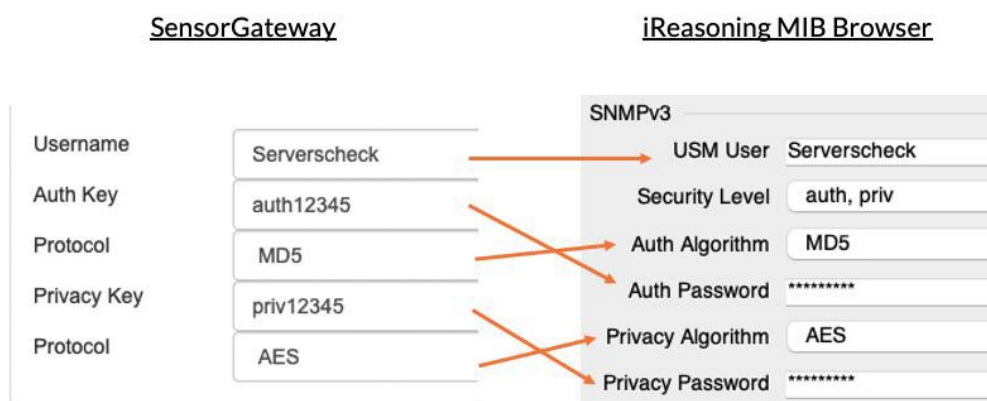 SensorGateway
iReasoning MIB Browser
SNMPv3
Username
Serverscheck
USM User
Serverscheck
Auth Key
auth12345
Security Level
auth, priv
Protocol
MD5
Auth Algorithm
MD5
Privacy Key
priv12345
Auth Password
*********
Protocol
AES
Privacy Algorithm
AES
Privacy Password
*********